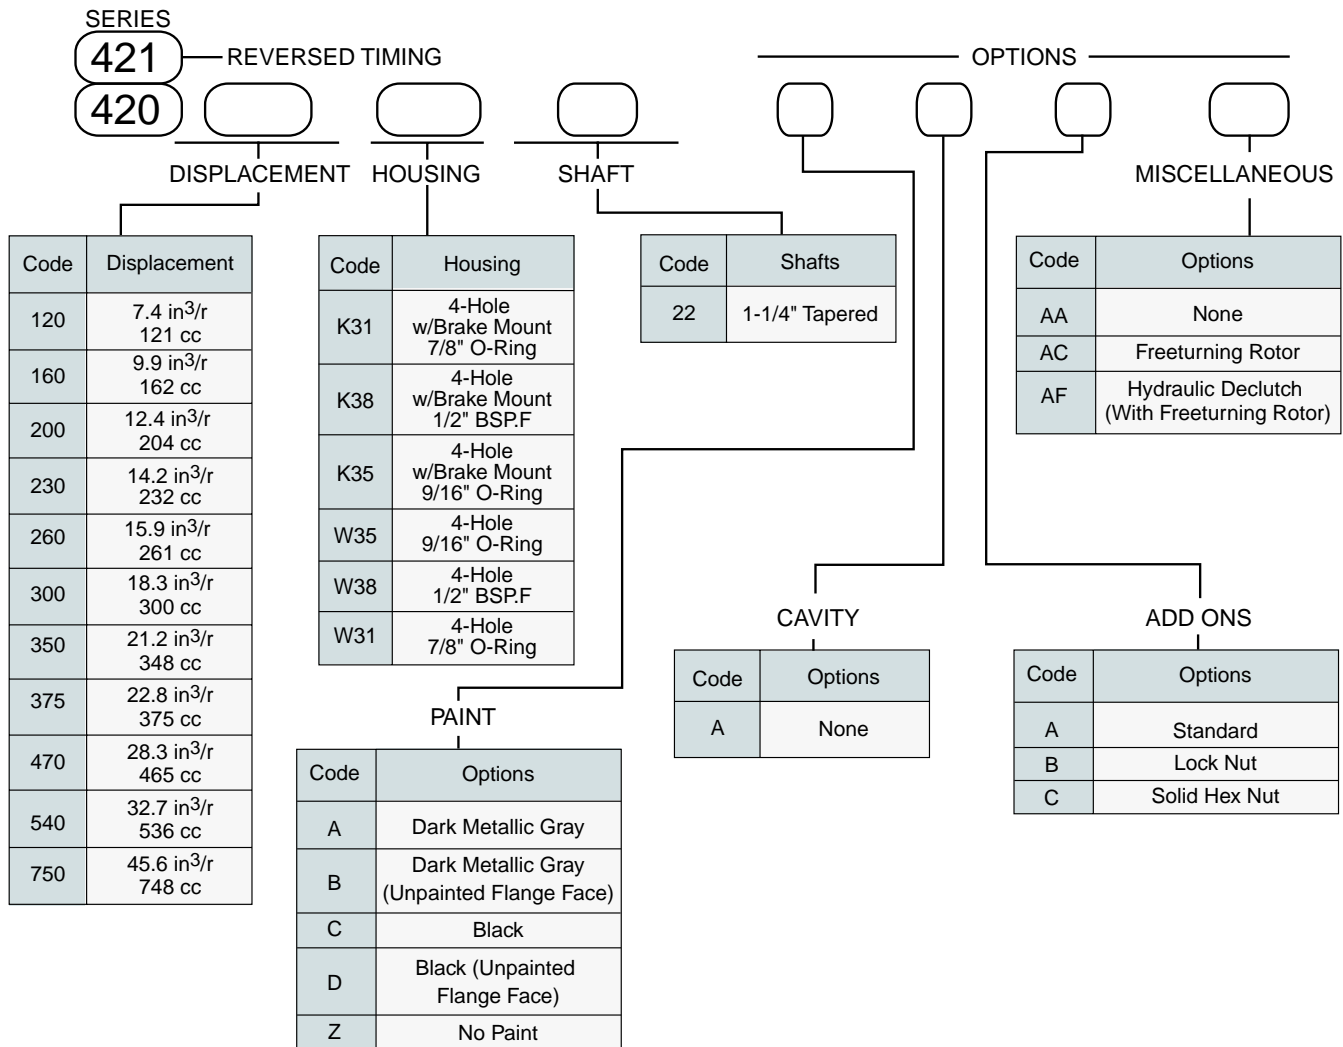 SERIES
421 REVERSED TIMING
OPTIONS
420
DISPLACEMENT HOUSING SHAFT MISCELLANEOUS
Code Displacement
120 7.4 in3/r
121 cc
160 9.9 in3/r
162 cc
200 12.4 in3/r
204 cc
230 14.2 in3/r
232 cc
260 15.9 in3/r
261 cc
300 18.3 in3/r
300 cc
350 21.2 in3/r
348 cc
375 22.8 in3/r
375 cc
470 28.3 in3/r
465 cc
540 32.7 in3/r
536 cc
750 45.6 in3/r
748 cc
Code Housing
K31 4-Hole
w/Brake Mount
7/8" O-Ring
K38 4-Hole
w/Brake Mount
1/2" BSP.F
K35 4-Hole
w/Brake Mount
9/16" O-Ring
W35 4-Hole
9/16" O-Ring
W38 4-Hole
1/2" BSP.F
W31 4-Hole
7/8" O-Ring
Code Shafts
22 1-1/4" Tapered
Code Options
AA None
AC Freeturning Rotor
AF Hydraulic Declutch
(With Freeturning Rotor)
PAINT
Code Options
A Dark Metallic Gray
B Dark Metallic Gray
(Unpainted Flange Face)
C Black
D Black (Unpainted
Flange Face)
Z No Paint
CAVITY
Code Options
A None
ADD ONS
Code Options
A Standard
B Lock Nut
C Solid Hex Nut